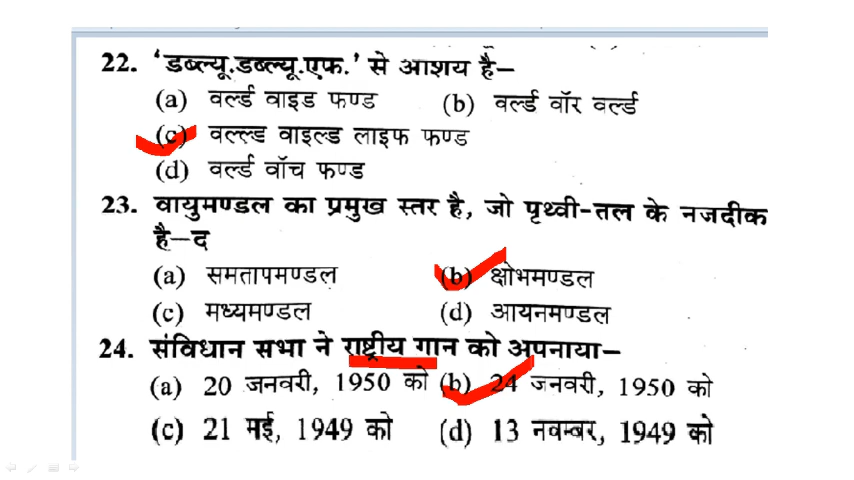 22. 'डब्ल्यू.डब्ल्यू.एफ.' से आशय है–
(a) वर्ल्ड वाइड फण्ड (b) वर्ल्ड वॉर वर्ल्ड
(c) वल्ल्ड वाइल्ड लाइफ फण्ड
(d) वर्ल्ड वॉच फण्ड
23. वायुमण्डल का प्रमुख स्तर है, जो पृथ्वी-तल के नजदीक
है–द
(a) समतापमण्डल (b) क्षोभमण्डल
(c) मध्यमण्डल (d) आयनमण्डल
24. संविधान सभा ने राष्ट्रीय गान को अपनाया–
(a) 20 जनवरी, 1950 को (b) 24 जनवरी, 1950 को
(c) 21 मई, 1949 को (d) 13 नवम्बर, 1949 को